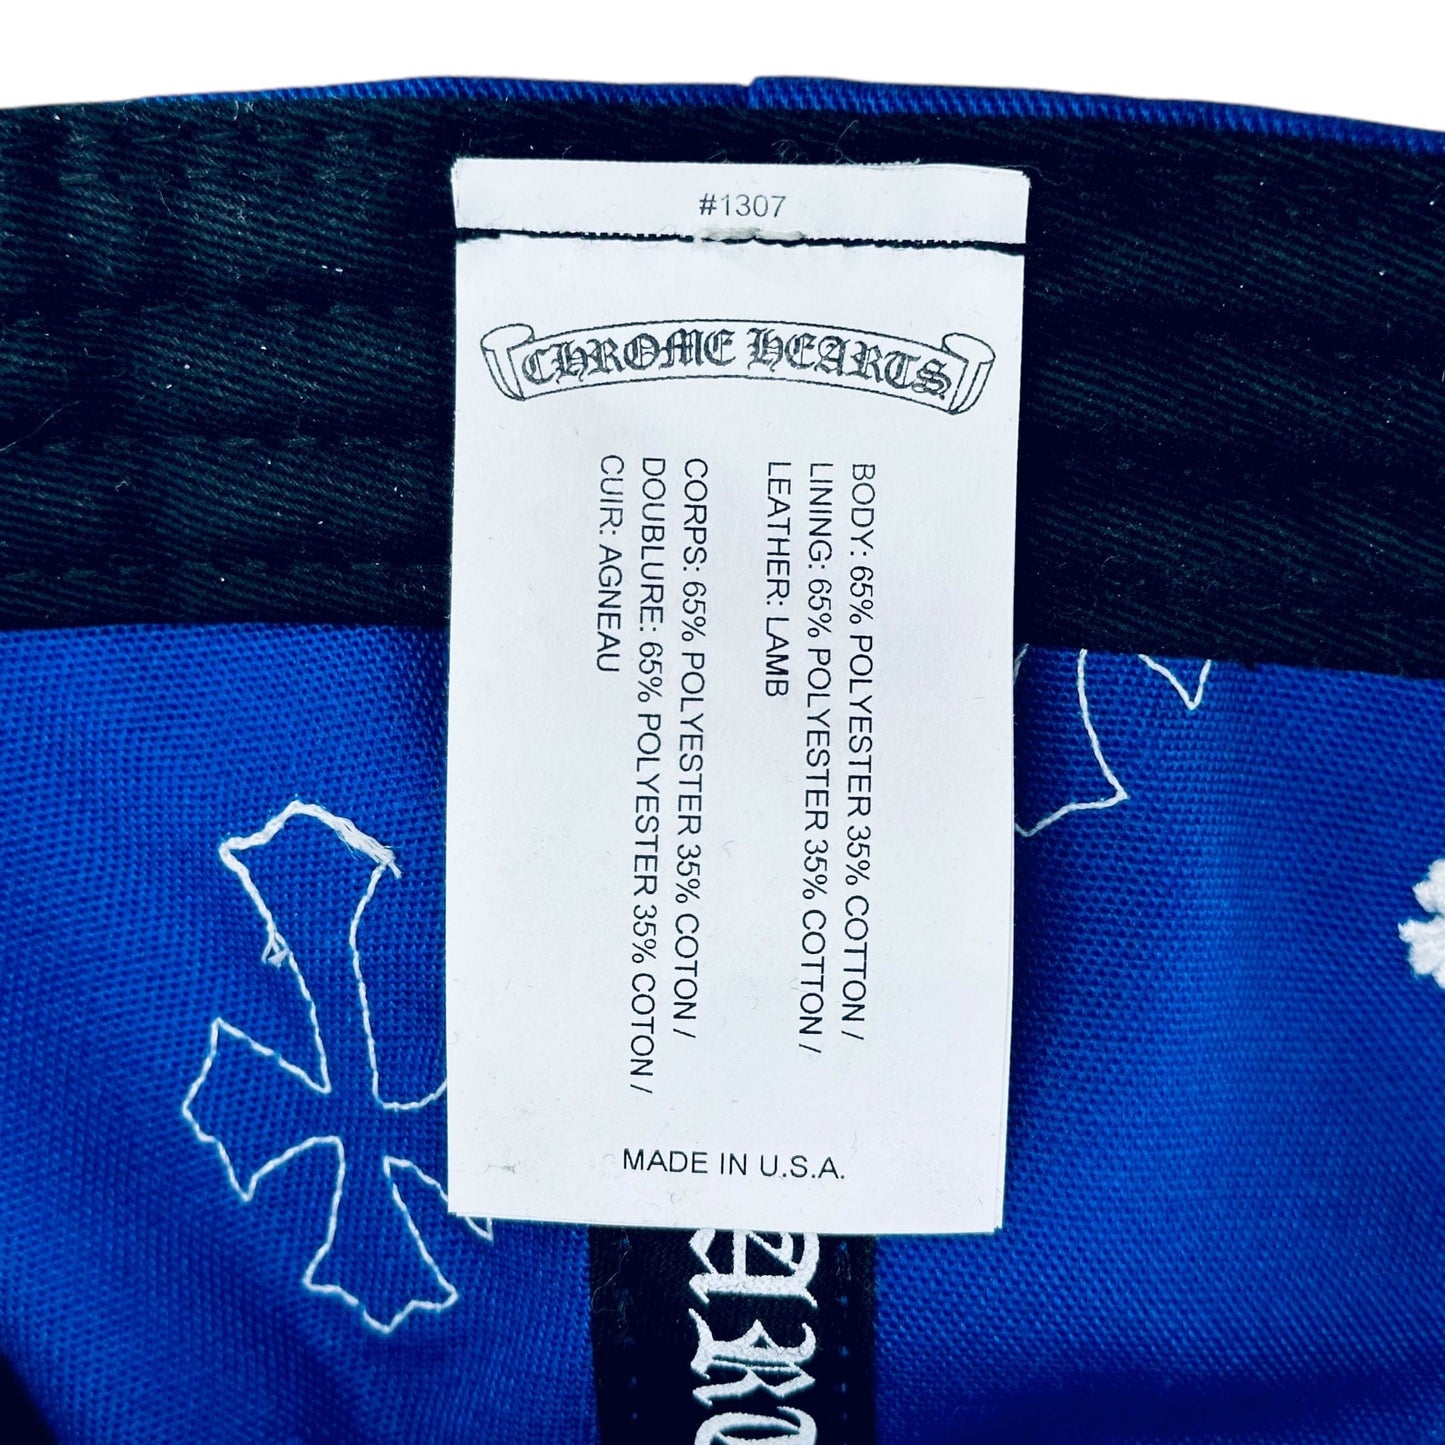 #1307
CHROME HEARTS
BODY: 65% POLYESTER 35% COTTON /
LINING: 65% POLYESTER 35% COTTON /
LEATHER: LAMB
CORPS: 65% POLYESTER 35% COTON /
DOUBLURE: 65% POLYESTER 35% COTON /
CUIR: AGNEAU
MADE IN U.S.A.